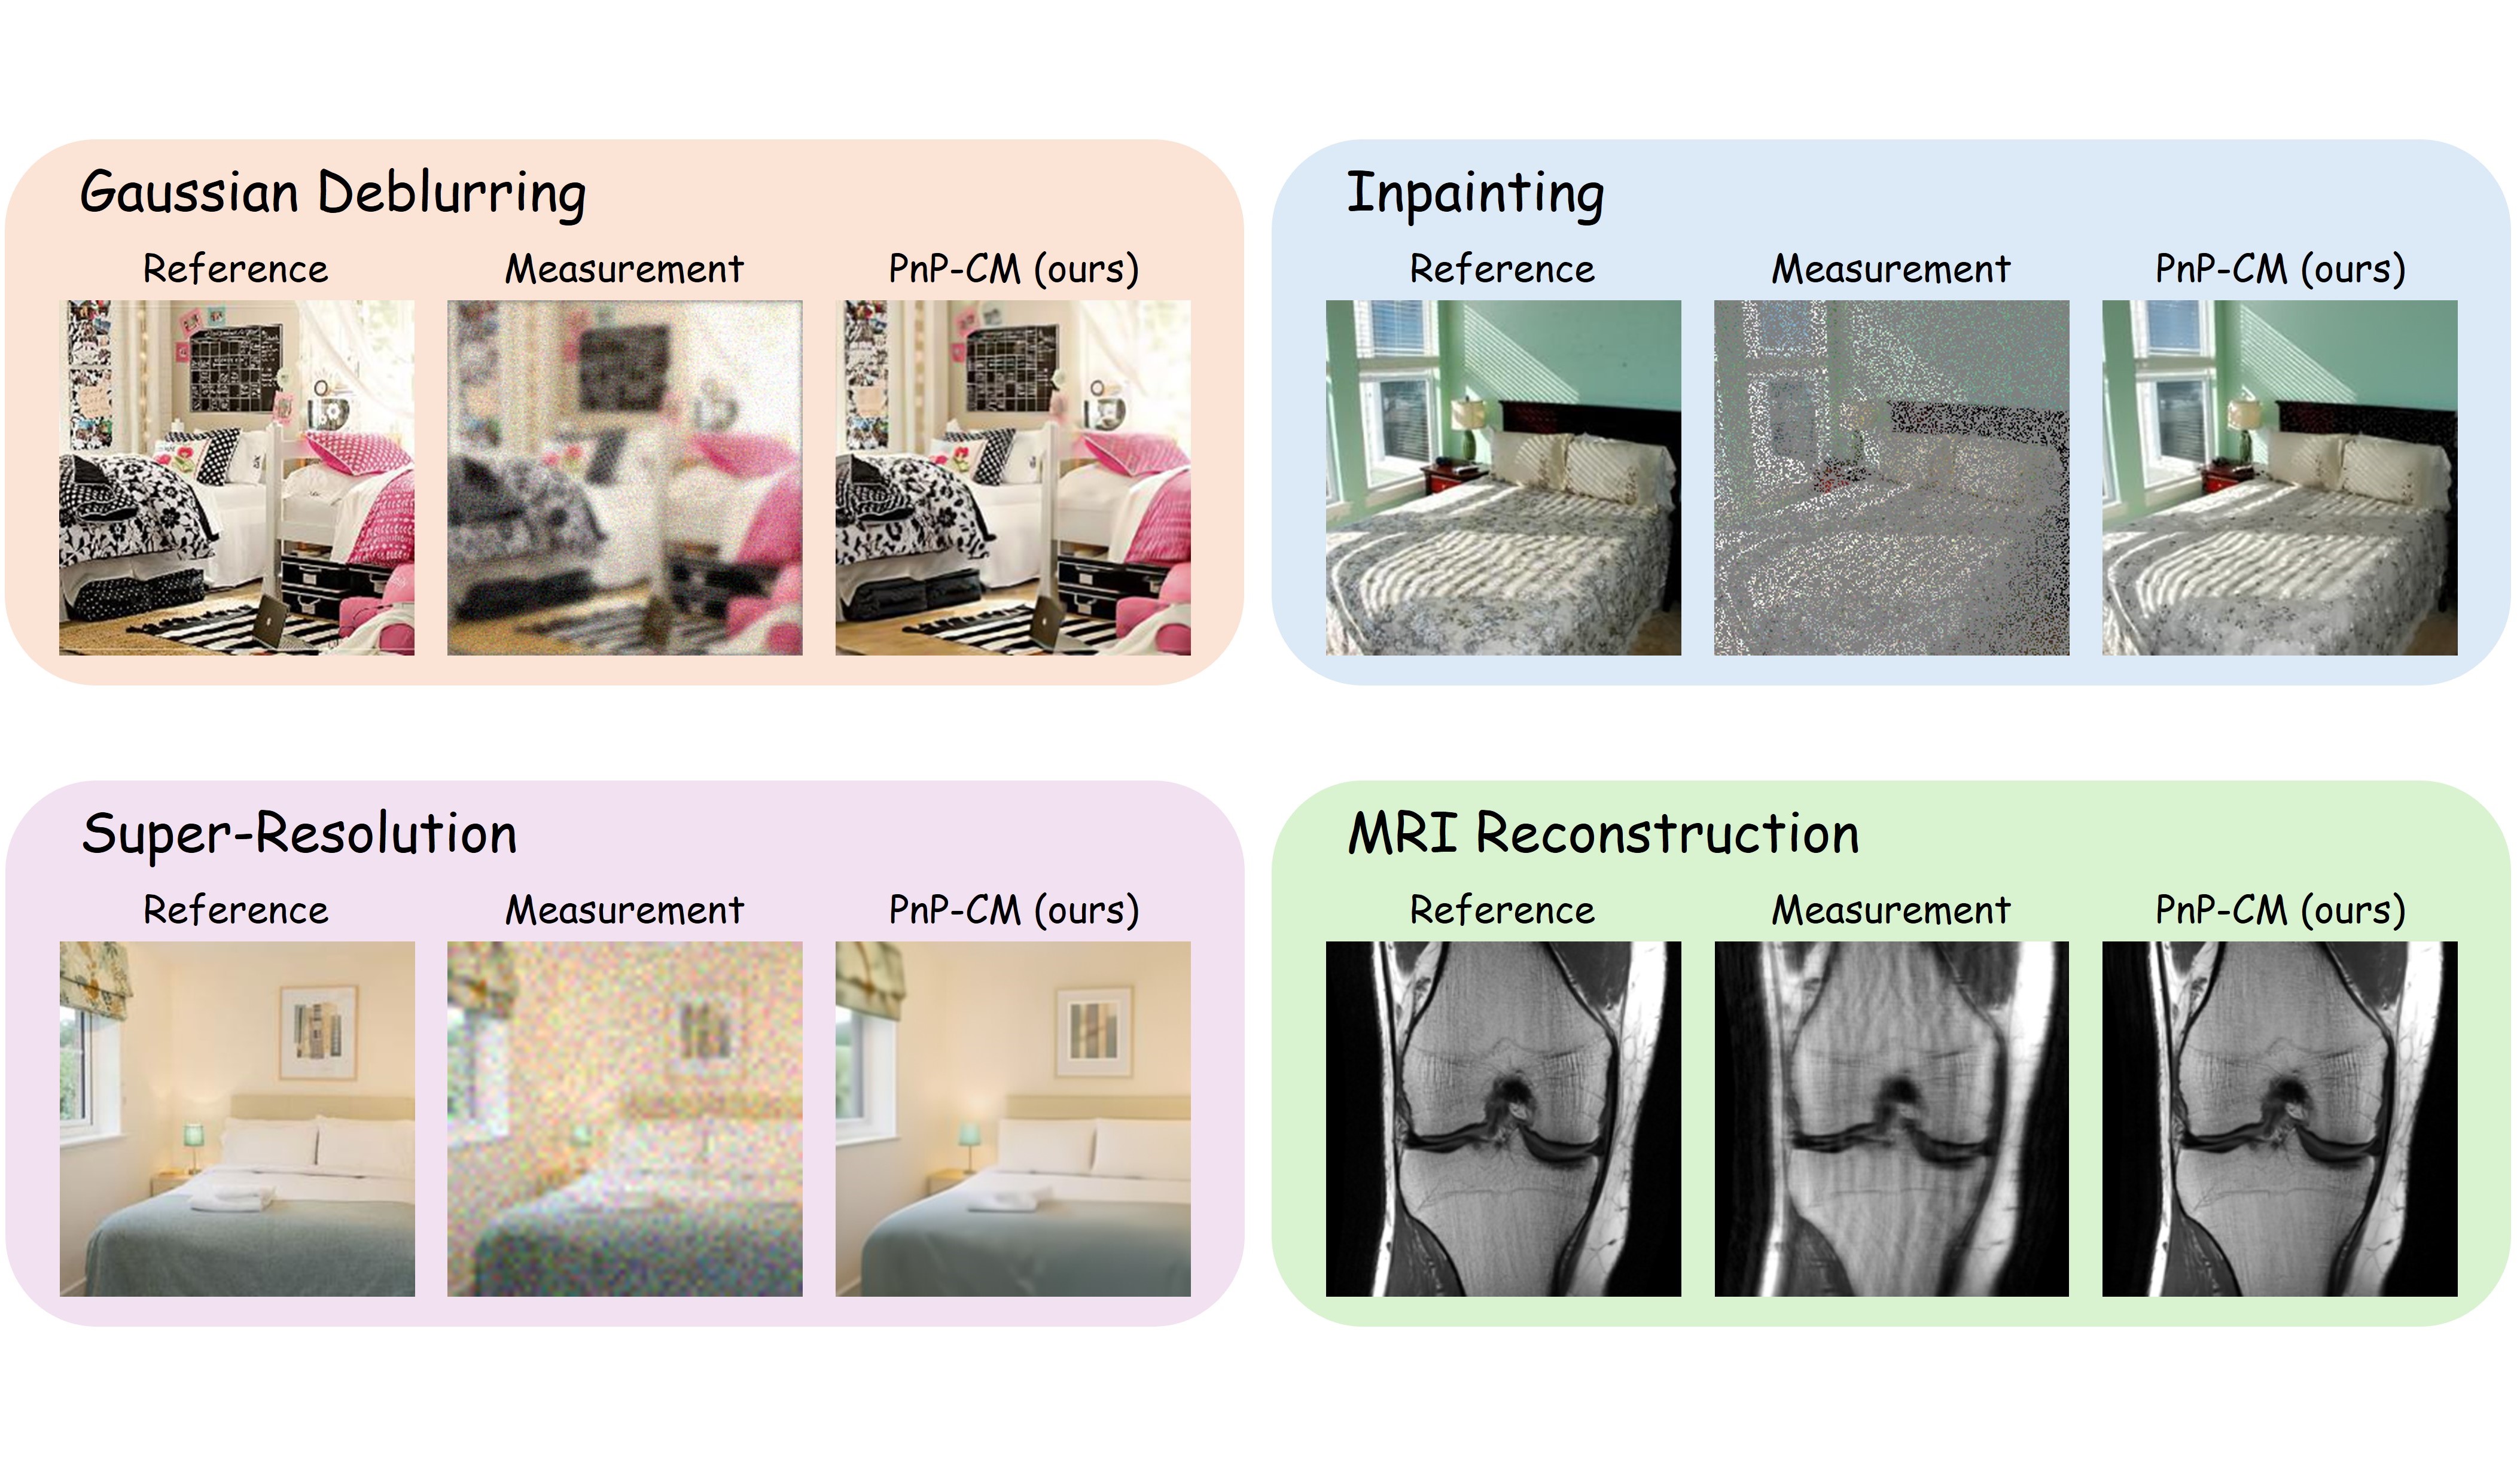 Gaussian Deblurring
Reference Measurement PnP-CM (ours)
Inpainting
Reference Measurement PnP-CM (ours)
Super-Resolution
Reference Measurement PnP-CM (ours)
MRI Reconstruction
Reference Measurement PnP-CM (ours)